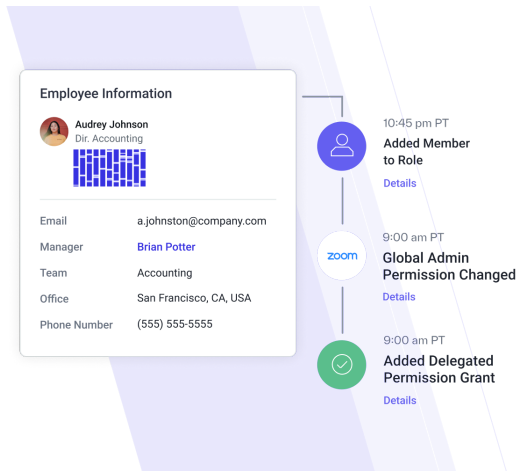 Employee Information
Audrey Johnson
Dir. Accounting
Email
a.johnston@company.com
Manager
Brian Potter
Team
Accounting
Office
San Francisco, CA, USA
Phone Number
(555) 555-5555
10:45 pm PT
Added Member
to Role
Details
zoom
9:00 am PT
Global Admin
Permission Changed
Details
9:00 am PT
Added Delegated
Permission Grant
Details